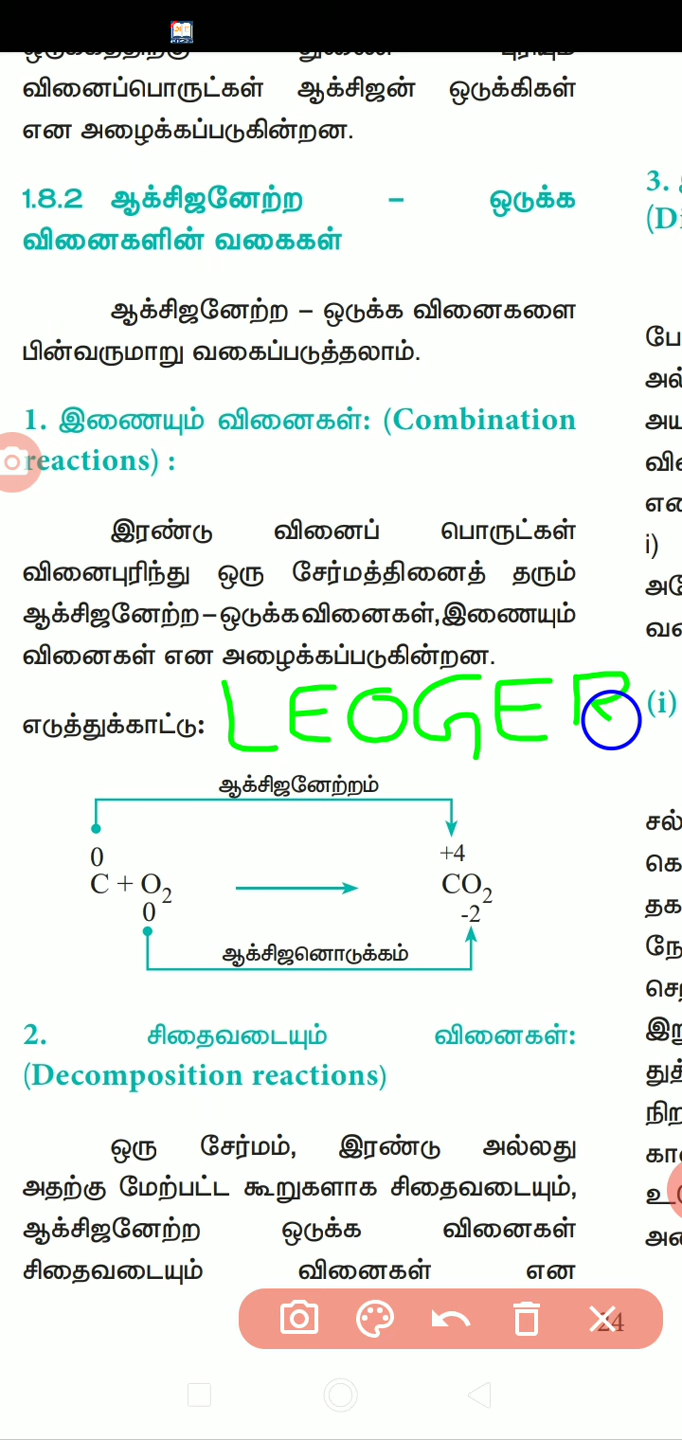 வினைப்பொருட்கள் ஆக்சிஜன் ஒடுக்கிகள்
என அழைக்கப்படுகின்றன.
1.8.2 ஆக்சிஜனேற்ற – ஒடுக்க
வினைகளின் வகைகள்
ஆக்சிஜனேற்ற – ஒடுக்க வினைகளை
பின்வருமாறு வகைப்படுத்தலாம்.
1. இணையும் வினைகள்: (Combination
reactions) :
இரண்டு வினைப் பொருட்கள்
வினைபுரிந்து ஒரு சேர்மத்தினைத் தரும்
ஆக்சிஜனேற்ற–ஒடுக்கவினைகள்,இணையும்
வினைகள் என அழைக்கப்படுகின்றன.
LEOGER
எடுத்துக்காட்டு:
ஆக்சிஜனேற்றம்
0 +4
C + O2 → CO2
0 -2
ஆக்சிஜனொடுக்கம்
2. சிதைவடையும் வினைகள்:
(Decomposition reactions)
ஒரு சேர்மம், இரண்டு அல்லது
அதற்கு மேற்பட்ட கூறுகளாக சிதைவடையும்,
ஆக்சிஜனேற்ற ஒடுக்க வினைகள்
சிதைவடையும் வினைகள் என
24
3.
(i)
i)